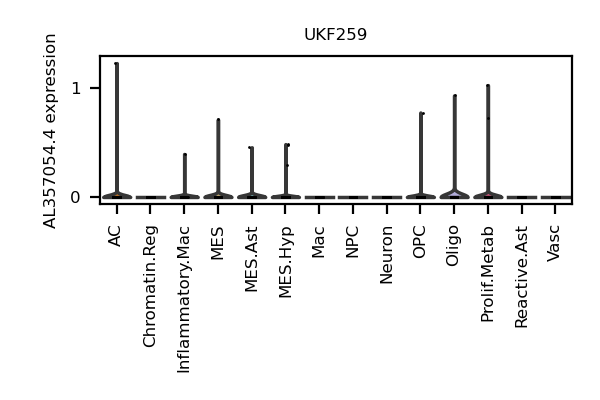 UKF259
AL357054.4 expression
1
0
AC
Chromatin.Reg
Inflammatory.Mac
MES
MES.Ast
MES.Hyp
Mac
NPC
Neuron
OPC
Oligo
Prolif.Metab
Reactive.Ast
Vasc